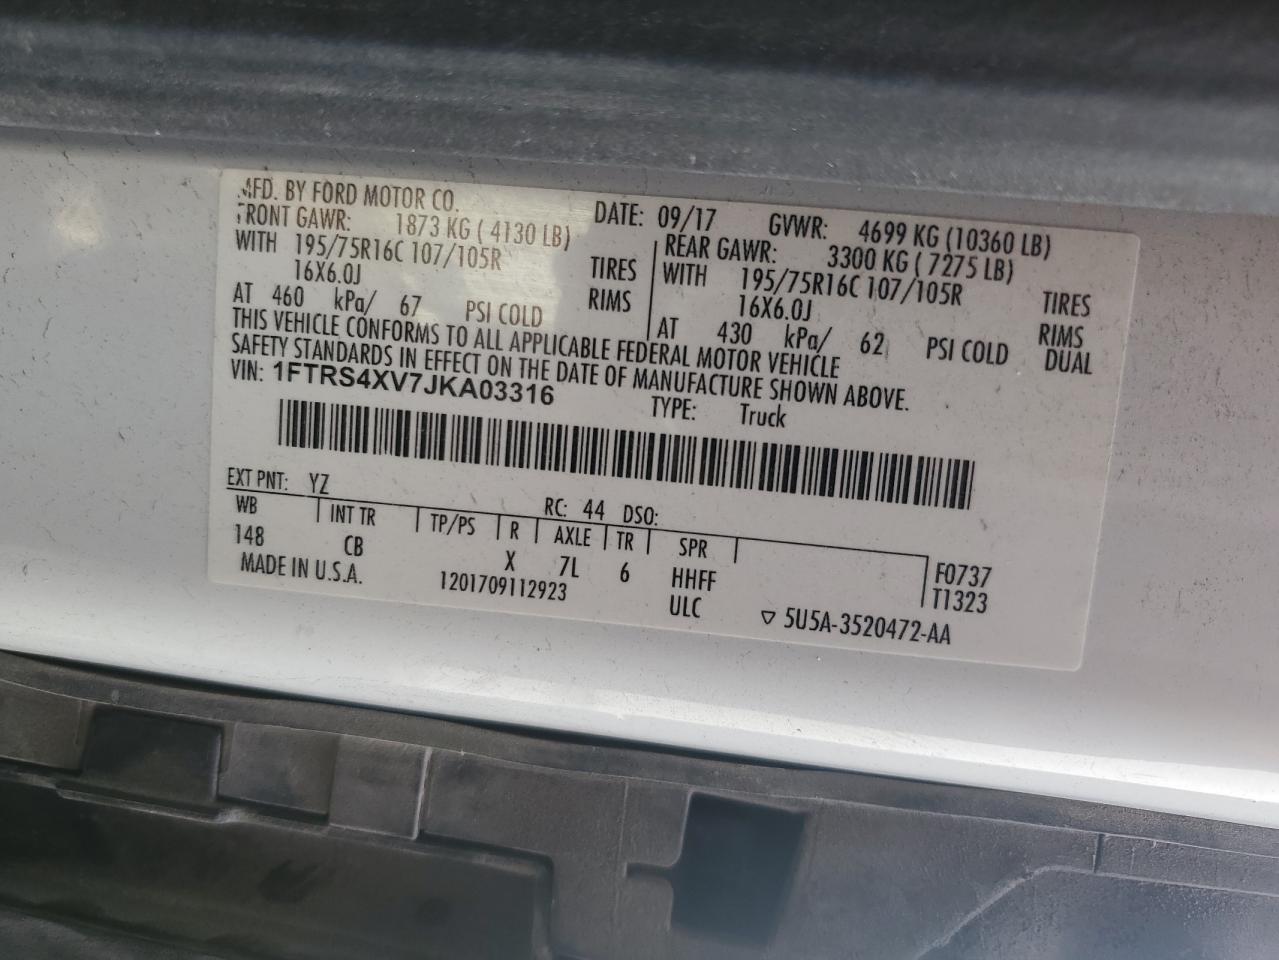 MFD. BY FORD MOTOR CO. DATE: 09/17 GVWR: 4699 KG (10360 LB)
FRONT GAWR: 1873 KG ( 4130 LB) REAR GAWR: 3300 KG ( 7275 LB)
WITH 195/75R16C 107/105R TIRES WITH 195/75R16C 107/105R TIRES
16X6.0J RIMS 16X6.0J RIMS
AT 460 kPa/ 67 PSI COLD AT 430 kPa/ 62 PSI COLD DUAL
THIS VEHICLE CONFORMS TO ALL APPLICABLE FEDERAL MOTOR VEHICLE
SAFETY STANDARDS IN EFFECT ON THE DATE OF MANUFACTURE SHOWN ABOVE.
VIN: 1FTRS4XV7JKA03316 TYPE: Truck
EXT PNT: YZ RC: 44 DSO:
WB INT TR TP/PS R AXLE TR SPR
148 CB X 7L 6 HHFF F0737
MADE IN U.S.A. 1201709112923 ULC T1323
▽ 5U5A-3520472-AA